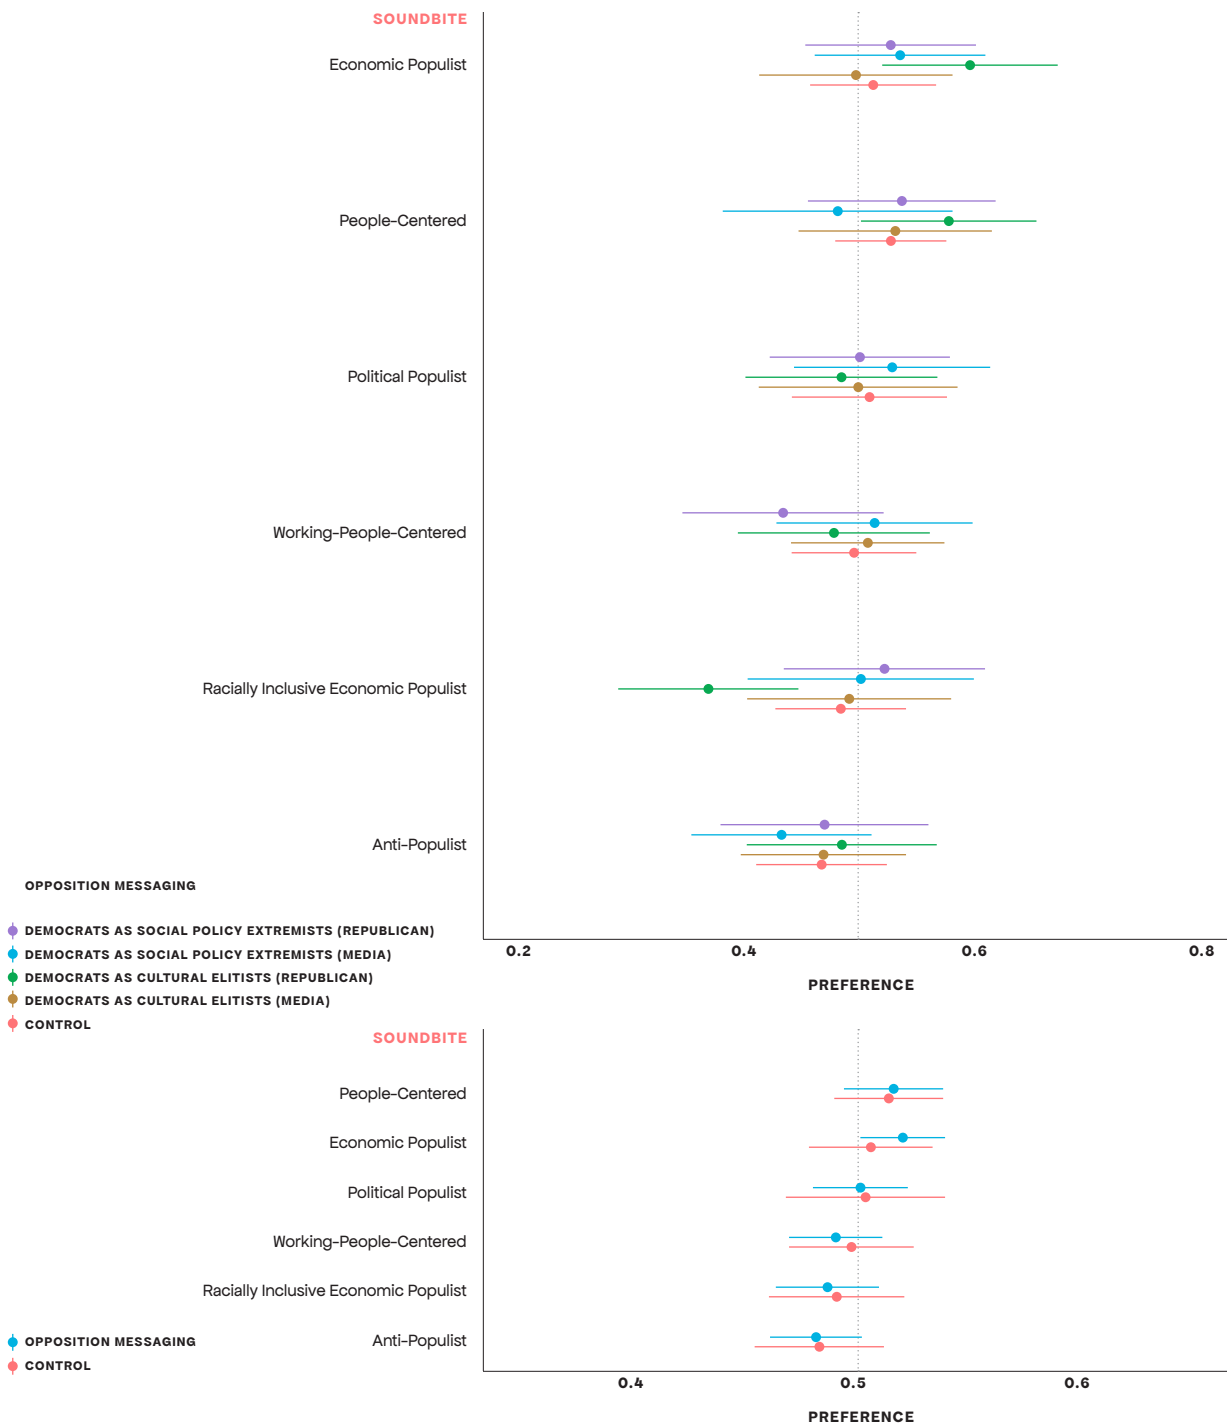 SOUNDBITE
Economic Populist
People-Centered
Political Populist
Working-People-Centered
Racially Inclusive Economic Populist
Anti-Populist
OPPOSITION MESSAGING
DEMOCRATS AS SOCIAL POLICY EXTREMISTS (REPUBLICAN)
DEMOCRATS AS SOCIAL POLICY EXTREMISTS (MEDIA)
DEMOCRATS AS CULTURAL ELITISTS (REPUBLICAN)
DEMOCRATS AS CULTURAL ELITISTS (MEDIA)
CONTROL
0.2 0.4 0.6 0.8
PREFERENCE
SOUNDBITE
People-Centered
Economic Populist
Political Populist
Working-People-Centered
Racially Inclusive Economic Populist
Anti-Populist
OPPOSITION MESSAGING
CONTROL
0.4 0.5 0.6
PREFERENCE